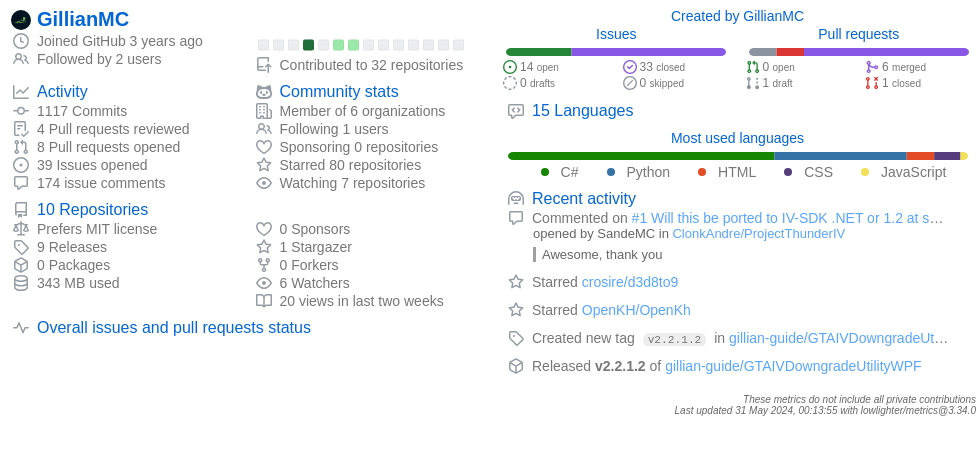 GillianMC
Joined GitHub 3 years ago
Followed by 2 users
Contributed to 32 repositories
Activity
1117 Commits
4 Pull requests reviewed
8 Pull requests opened
39 Issues opened
174 issue comments
Community stats
Member of 6 organizations
Following 1 users
Sponsoring 0 repositories
Starred 80 repositories
Watching 7 repositories
10 Repositories
Prefers MIT license
9 Releases
0 Packages
343 MB used
0 Sponsors
1 Stargazer
0 Forkers
6 Watchers
20 views in last two weeks
Overall issues and pull requests status
Created by GillianMC
Issues
14 open
33 closed
0 drafts
0 skipped
Pull requests
0 open
6 merged
1 draft
1 closed
15 Languages
Most used languages
C# Python HTML CSS JavaScript
Recent activity
Commented on #1 Will this be ported to IV-SDK .NET or 1.2 at s…
opened by SandeMC in ClonkAndre/ProjectThunderIV
Awesome, thank you
Starred crosire/d3d8to9
Starred OpenKH/OpenKh
Created new tag v2.2.1.2 in gillian-guide/GTAIVDowngradeUt…
Released v2.2.1.2 of gillian-guide/GTAIVDowngradeUtilityWPF
These metrics do not include all private contributions
Last updated 31 May 2024, 00:13:55 with lowlighter/metrics@3.34.0